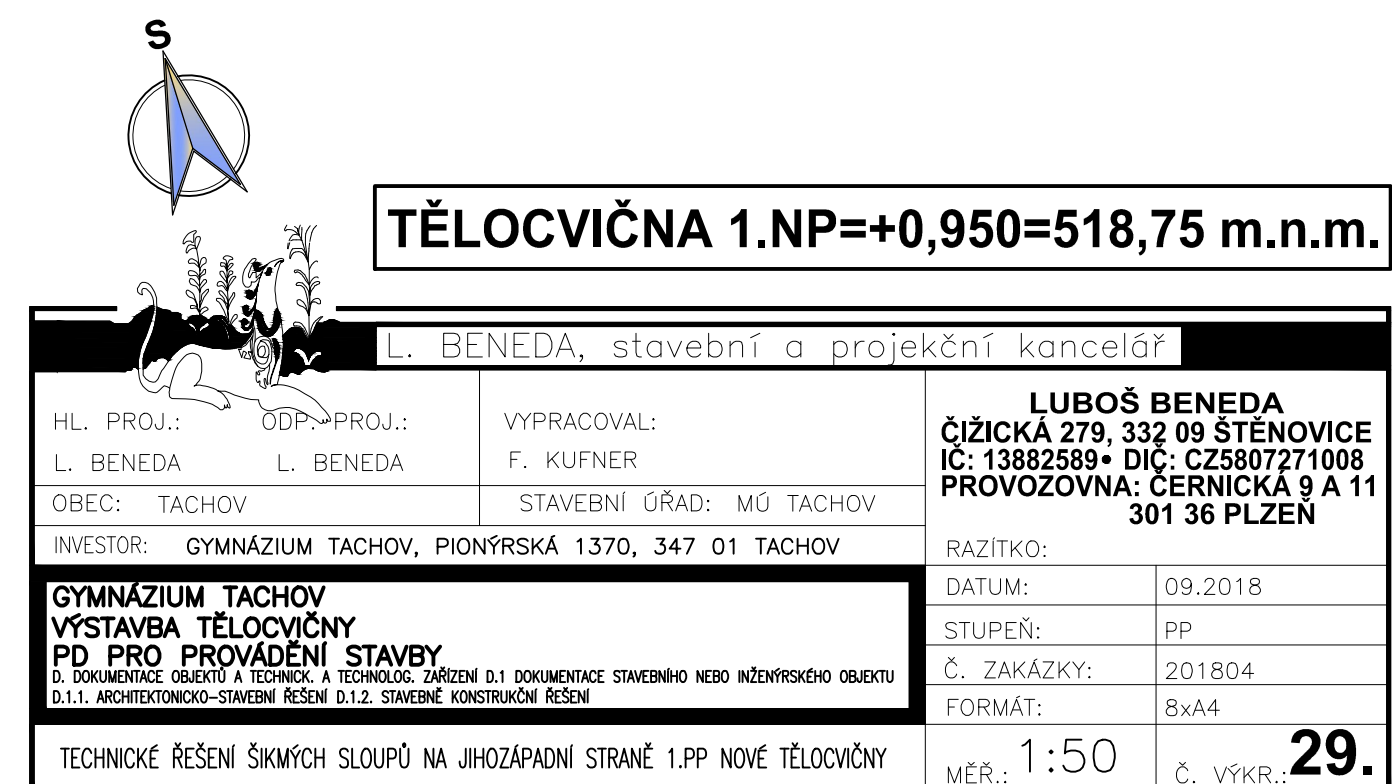 S
TĚLOCVIČNA 1.NP=+0,950=518,75 m.n.m.
L. BENEDA, stavební a projekční kancelář
HL. PROJ.: ODP. PROJ.: VYPRACOVAL:
L. BENEDA L. BENEDA F. KUFNER
OBEC: TACHOV STAVEBNÍ ÚŘAD: MÚ TACHOV
INVESTOR: GYMNÁZIUM TACHOV, PIONÝRSKÁ 1370, 347 01 TACHOV
LUBOŠ BENEDA
ČIŽICKÁ 279, 332 09 ŠTĚNOVICE
IČ: 13882589• DIČ: CZ5807271008
PROVOZOVNA: ČERNICKÁ 9 A 11
301 36 PLZEŇ
RAZÍTKO:
GYMNÁZIUM TACHOV
VÝSTAVBA TĚLOCVIČNY
PD PRO PROVÁDĚNÍ STAVBY
D. DOKUMENTACE OBJEKTŮ A TECHNICK. A TECHNOLOG. ZAŘÍZENÍ D.1 DOKUMENTACE STAVEBNÍHO NEBO INŽENÝRSKÉHO OBJEKTU
D.1.1. ARCHITEKTONICKO–STAVEBNÍ ŘEŠENÍ D.1.2. STAVEBNĚ KONSTRUKČNÍ ŘEŠENÍ
DATUM: 09.2018
STUPEŇ: PP
Č. ZAKÁZKY: 201804
FORMÁT: 8xA4
TECHNICKÉ ŘEŠENÍ ŠIKMÝCH SLOUPŮ NA JIHOZÁPADNÍ STRANĚ 1.PP NOVÉ TĚLOCVIČNY
MĚŘ.: 1:50 Č. VÝKR.: 29.